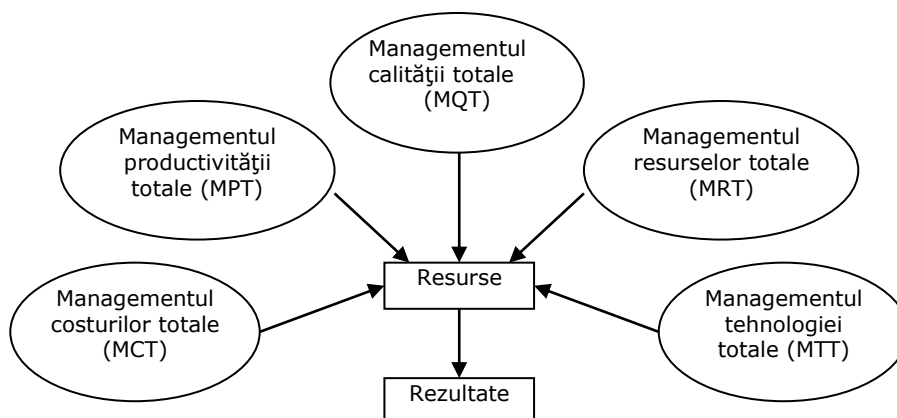 Managementul
calităţii totale
(MQT)
Managementul
productivităţii
totale (MPT)
Managementul
resurselor totale
(MRT)
Managementul
costurilor totale
(MCT)
Resurse
Managementul
tehnologiei
totale (MTT)
Rezultate